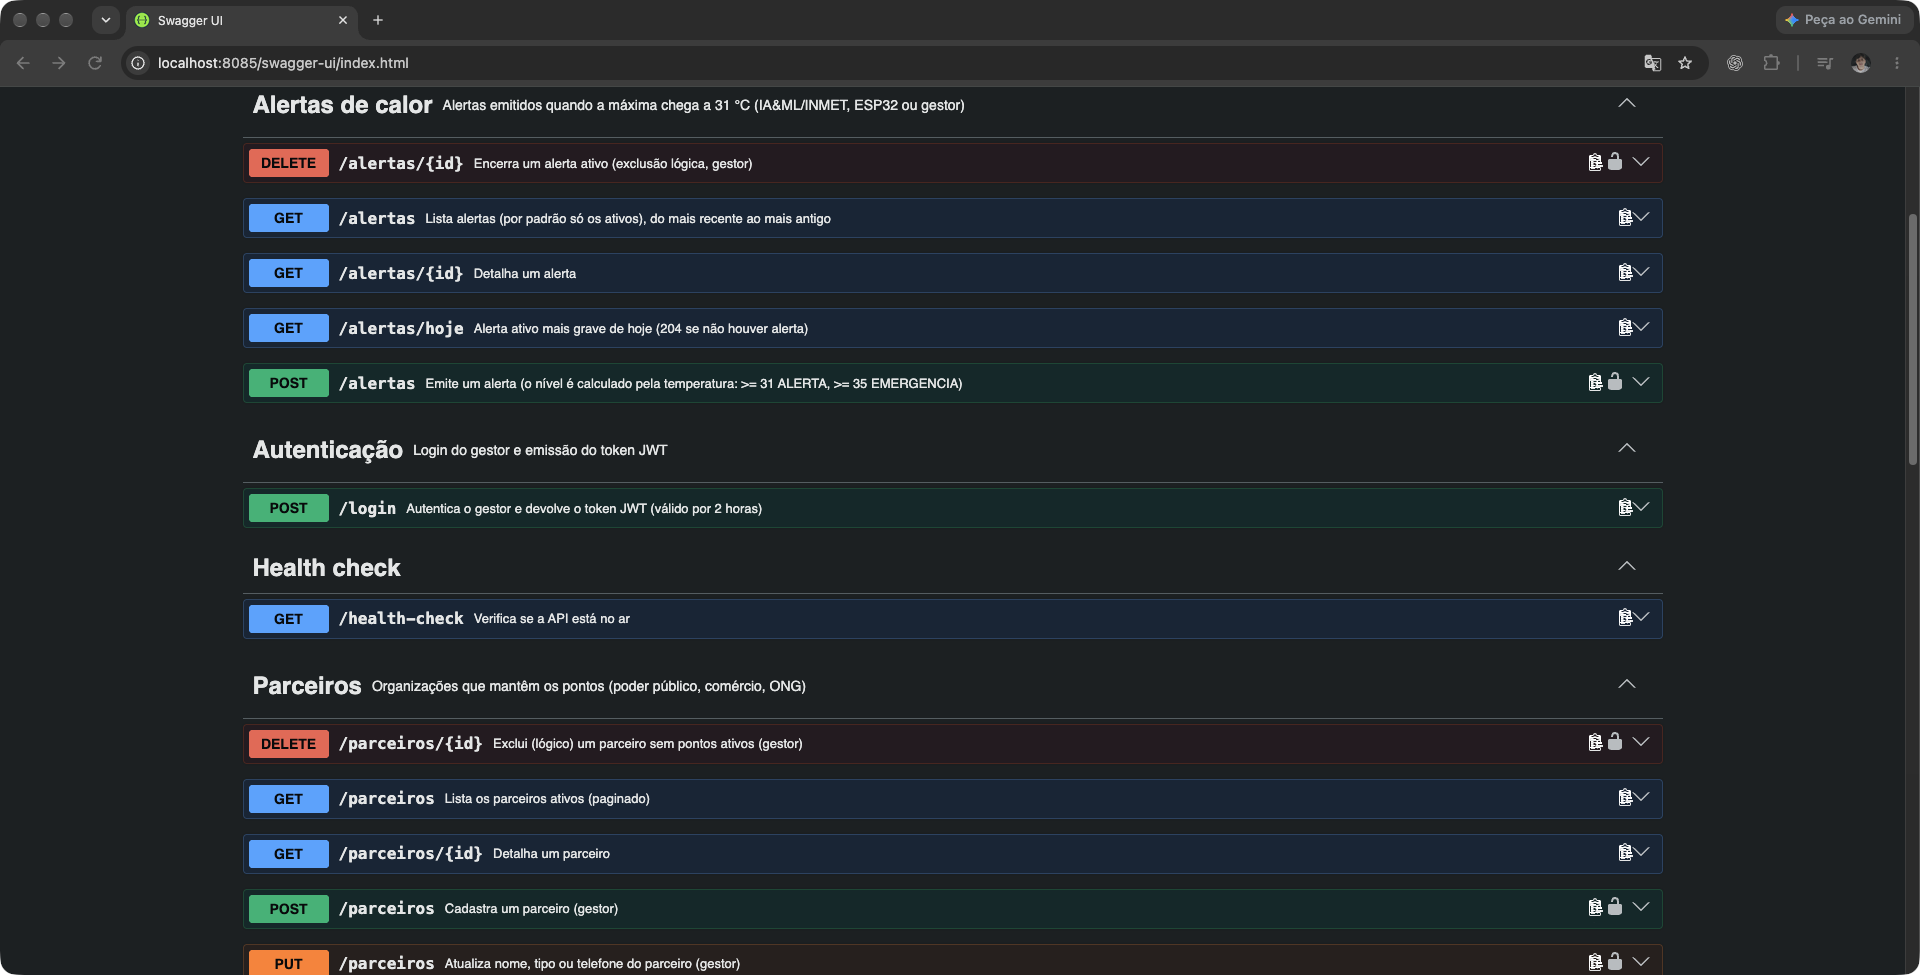 Swagger UI
Peça ao Gemini
localhost:8085/swagger-ui/index.html
Alertas de calor Alertas emitidos quando a máxima chega a 31 °C (IA&ML/INMET, ESP32 ou gestor)
DELETE /alertas/{id} Encerra um alerta ativo (exclusão lógica, gestor)
GET /alertas Lista alertas (por padrão só os ativos), do mais recente ao mais antigo
GET /alertas/{id} Detalha um alerta
GET /alertas/hoje Alerta ativo mais grave de hoje (204 se não houver alerta)
POST /alertas Emite um alerta (o nível é calculado pela temperatura: >= 31 ALERTA, >= 35 EMERGENCIA)
Autenticação Login do gestor e emissão do token JWT
POST /login Autentica o gestor e devolve o token JWT (válido por 2 horas)
Health check
GET /health-check Verifica se a API está no ar
Parceiros Organizações que mantêm os pontos (poder público, comércio, ONG)
DELETE /parceiros/{id} Exclui (lógico) um parceiro sem pontos ativos (gestor)
GET /parceiros Lista os parceiros ativos (paginado)
GET /parceiros/{id} Detalha um parceiro
POST /parceiros Cadastra um parceiro (gestor)
PUT /parceiros Atualiza nome, tipo ou telefone do parceiro (gestor)